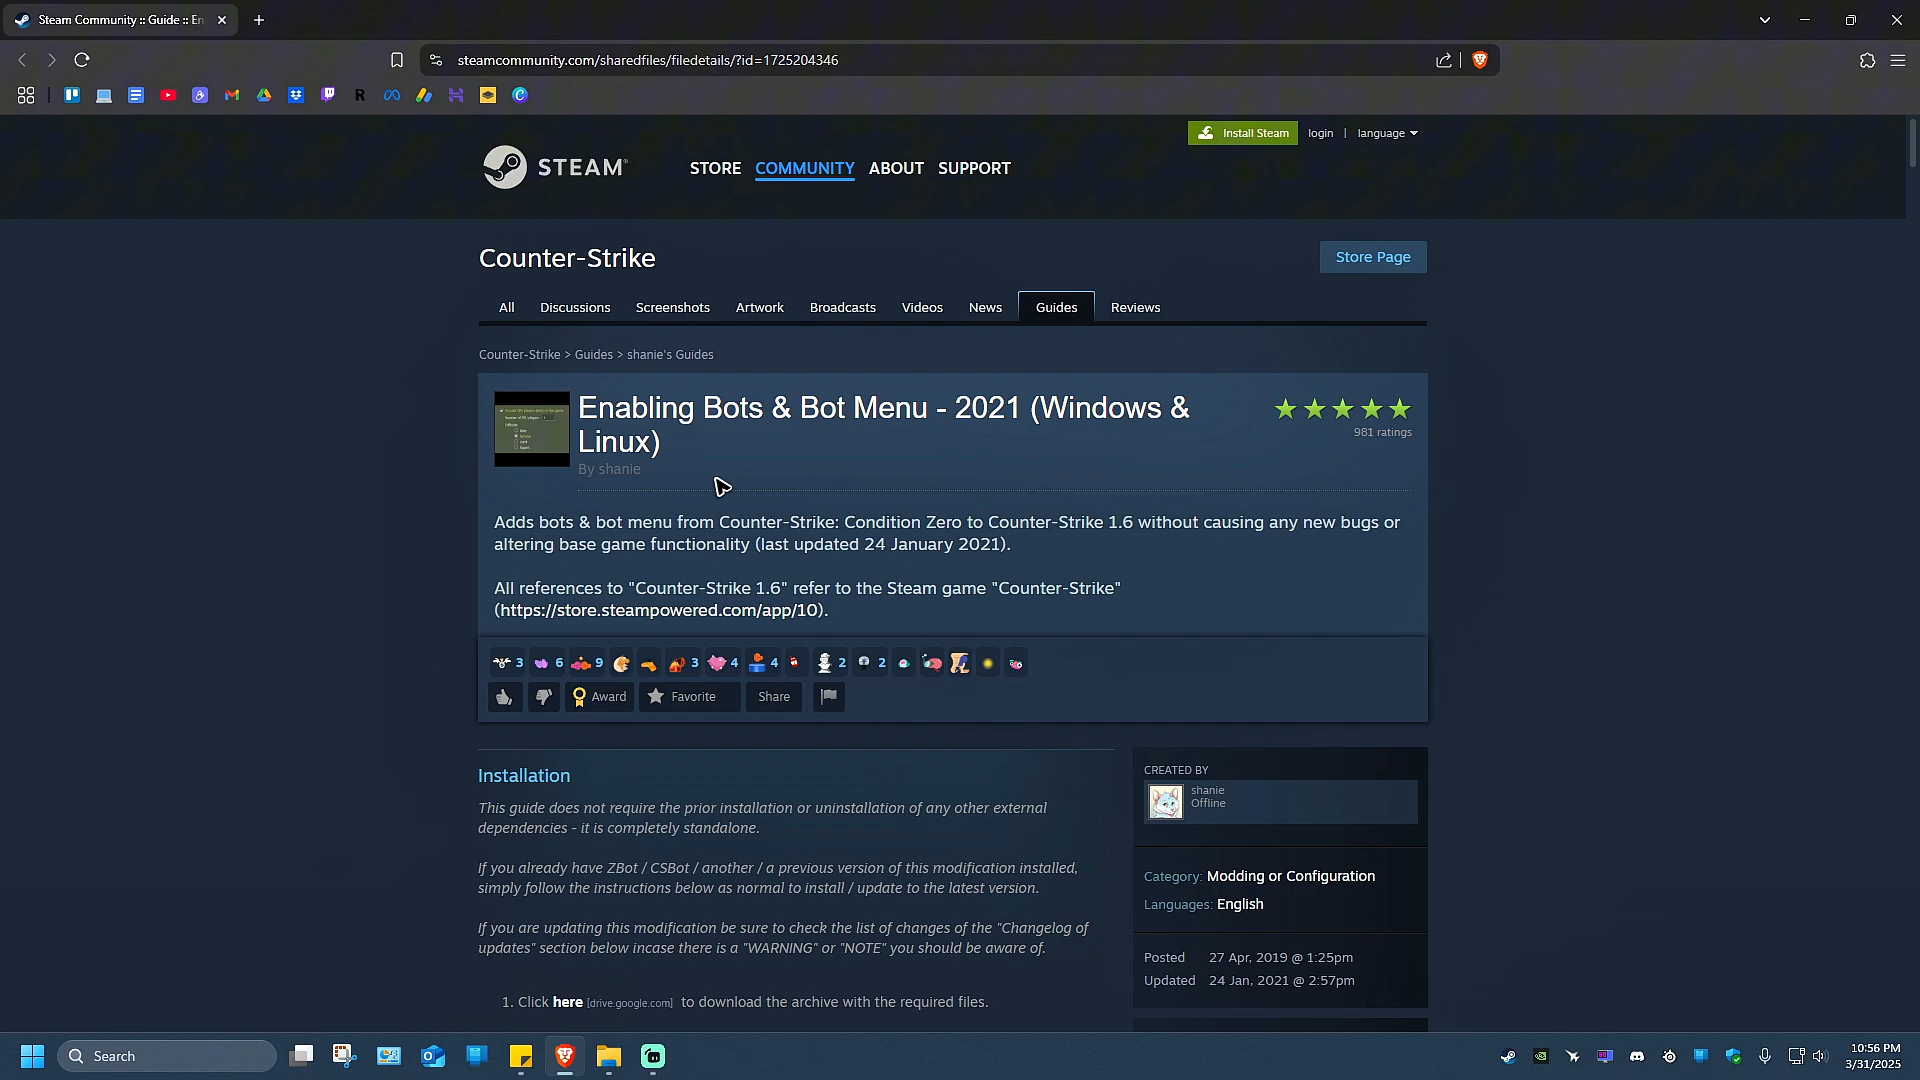 Steam Community :: Guide :: En
steamcommunity.com/sharedfiles/filedetails/?id=1725204346
Install Steam
login
|
language
STEAM
STORE
COMMUNITY
ABOUT
SUPPORT
Counter-Strike
Store Page
All
Discussions
Screenshots
Artwork
Broadcasts
Videos
News
Guides
Reviews
Counter-Strike > Guides > shanie's Guides
Enabling Bots & Bot Menu - 2021 (Windows &
Linux)
981 ratings
By shanie
Adds bots & bot menu from Counter-Strike: Condition Zero to Counter-Strike 1.6 without causing any new bugs or
altering base game functionality (last updated 24 January 2021).
All references to "Counter-Strike 1.6" refer to the Steam game "Counter-Strike"
(https://store.steampowered.com/app/10).
3
6
9
3
4
4
2
2
Award
Favorite
Share
Installation
This guide does not require the prior installation or uninstallation of any other external
dependencies - it is completely standalone.
If you already have ZBot / CSBot / another / a previous version of this modification installed,
simply follow the instructions below as normal to install / update to the latest version.
If you are updating this modification be sure to check the list of changes of the "Changelog of
updates" section below incase there is a "WARNING" or "NOTE" you should be aware of.
1. Click here [drive.google.com] to download the archive with the required files.
CREATED BY
shanie
Offline
Category: Modding or Configuration
Languages: English
Posted 27 Apr, 2019 @ 1:25pm
Updated 24 Jan, 2021 @ 2:57pm
Search
10:56 PM
3/31/2025